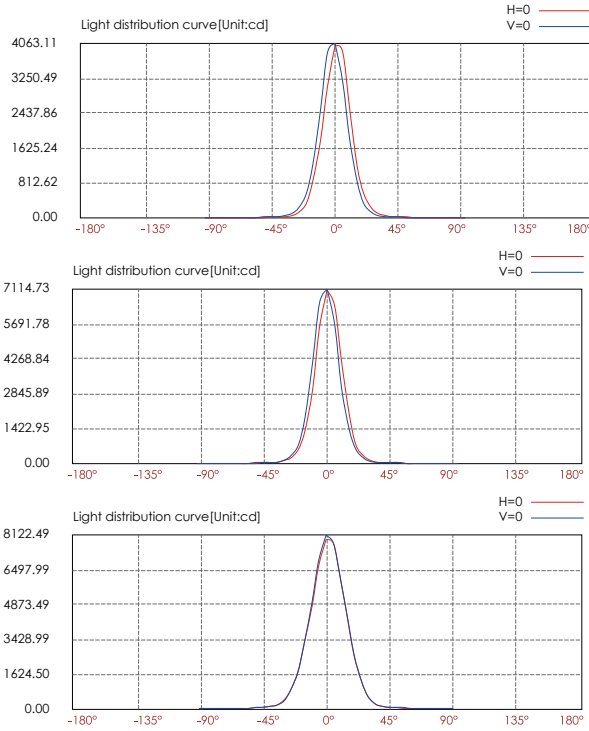 H=0
Light distribution curve[Unit:cd]
V=0
4063.11
3250.49
2437.86
1625.24
812.62
0.00
-180° -135° -90° -45° 0° 45° 90° 135° 180°
H=0
Light distribution curve[Unit:cd]
V=0
7114.73
5691.78
4268.84
2845.89
1422.95
0.00
-180° -135° -90° -45° 0° 45° 90° 135° 180°
H=0
Light distribution curve[Unit:cd]
V=0
8122.49
6497.99
4873.49
3428.99
1624.50
0.00
-180° -135° -90° -45° 0° 45° 90° 135° 180°